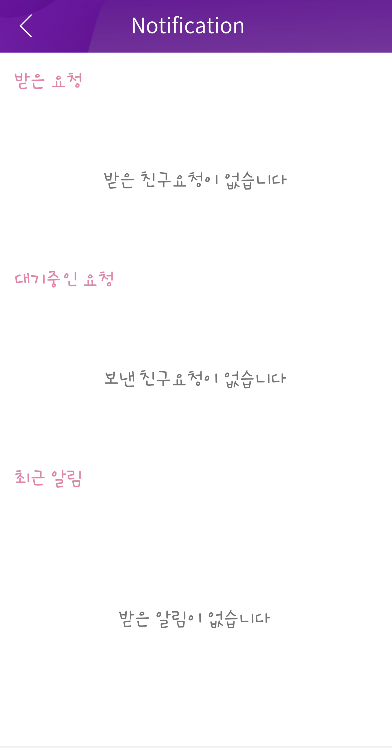 Notification
받은 요청
받은 친구요청이 없습니다
대기중인 요청
보낸 친구요청이 없습니다
최근 알림
받은 알림이 없습니다